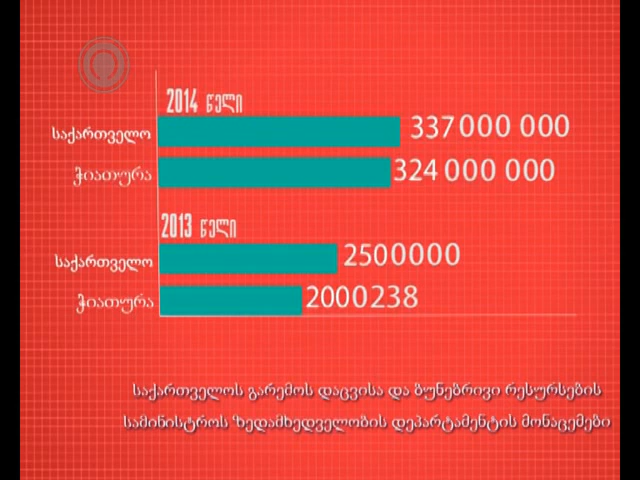 2014 წელი
საქართველო 337 000 000
ჭიათურა 324 000 000
2013 წელი
საქართველო 2500000
ჭიათურა 2000238
საქართველოს გარემოს დაცვისა და ბუნებრივი რესურსების
სამინისტროს ზედამხედველობის დეპარტამენტის მონაცემები